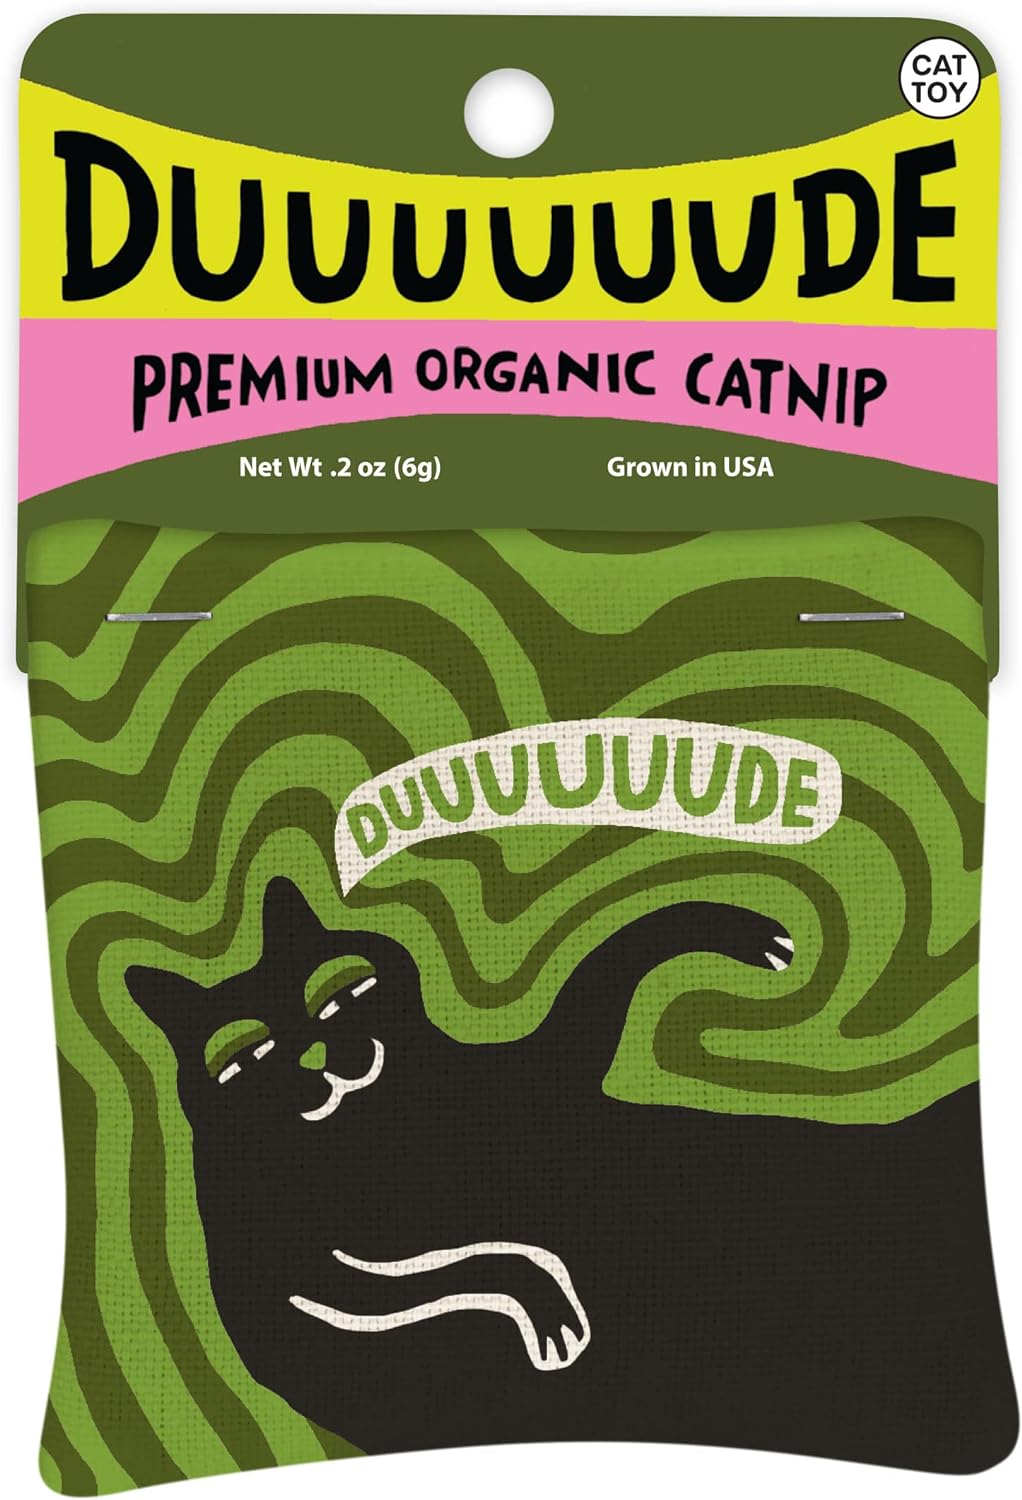 CAT
TOY
DUUUUUUDE
PREMIUM ORGANIC CATNIP
Net Wt .2 oz (6g) Grown in USA
DUUUUUUDE